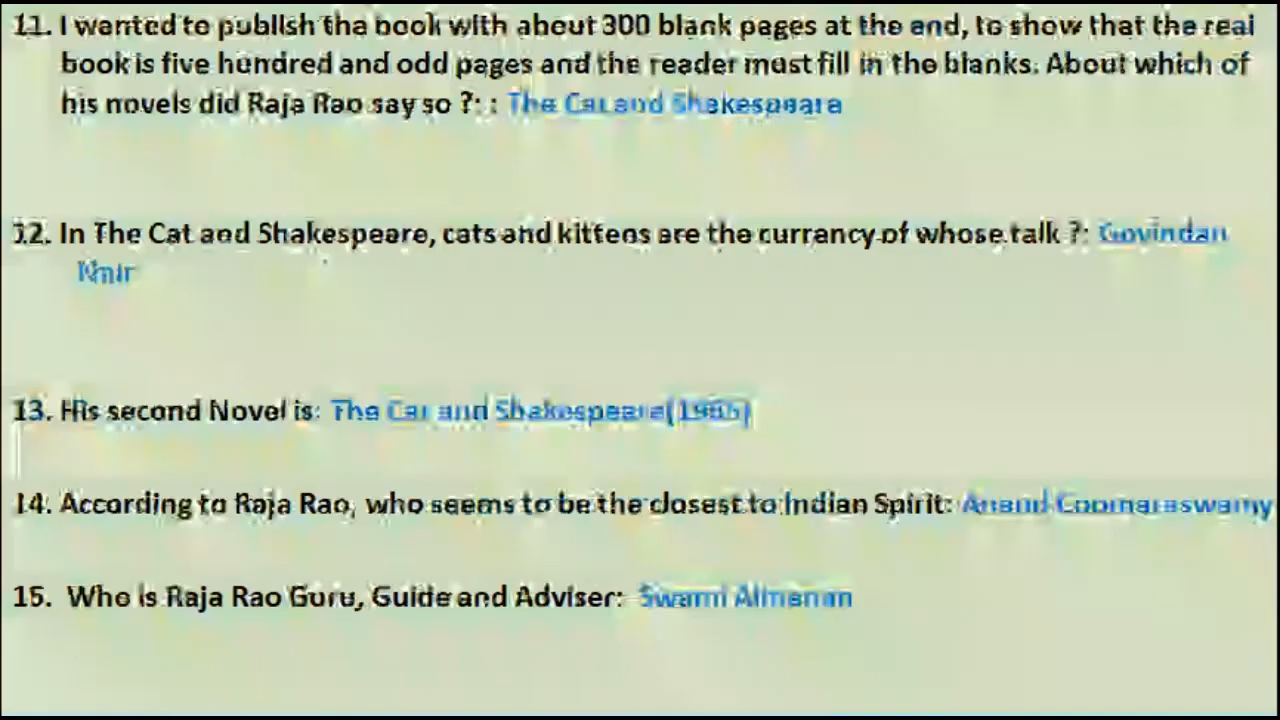 11. I wanted to publish the book with about 300 blank pages at the end, to show that the real
book is five hundred and odd pages and the reader must fill in the blanks. About which of
his novels did Raja Rao say so ?: : The Cat and Shakespeare
12. In The Cat and Shakespeare, cats and kittens are the currency of whose talk ?: Govindan
Nair
13. His second Novel is: The Cat and Shakespeare(1965)
14. According to Raja Rao, who seems to be the closest to Indian Spirit: Anand Coomaraswamy
15. Who is Raja Rao Guru, Guide and Adviser: Swami